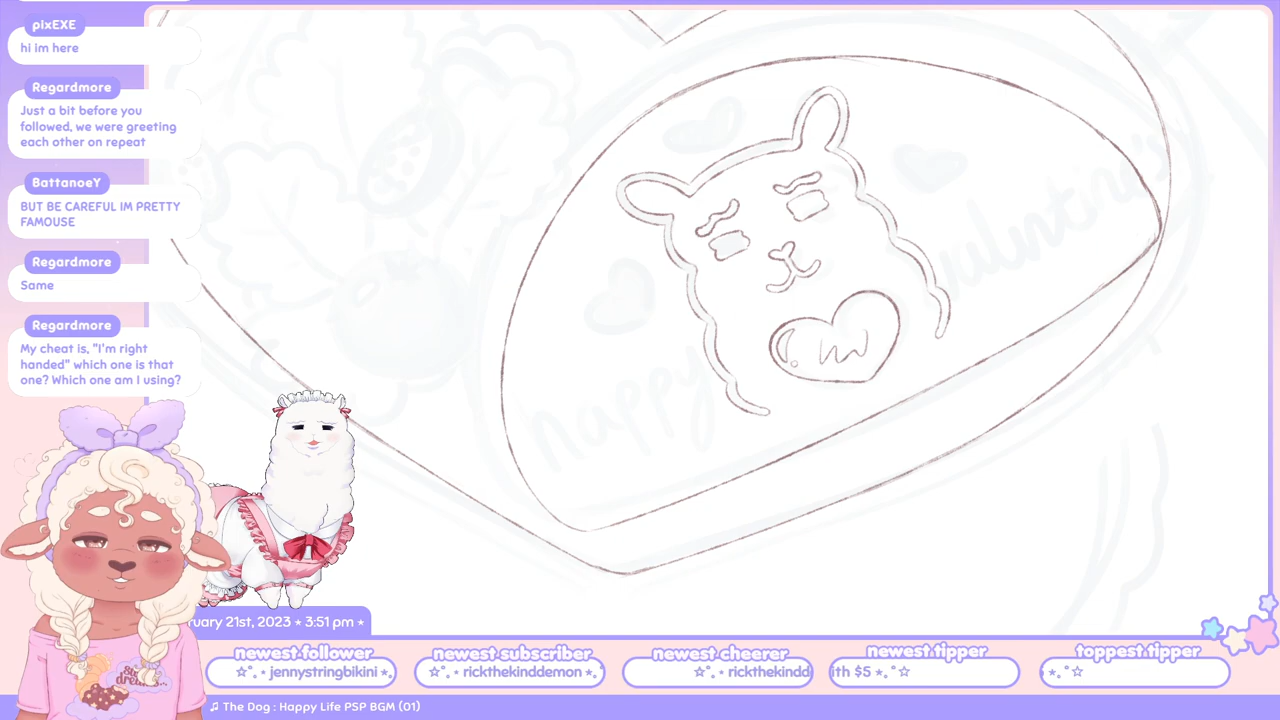 pixEXE
hi im here
Regardmore
Just a bit before you
followed, we were greeting
each other on repeat
BattanoeY
BUT BE CAREFUL IM PRETTY
FAMOUSE
Regardmore
Same
Regardmore
My cheat is, "I'm right
handed" which one is that
one? Which one am I using?
happy
valentine's
W
ruary 21st, 2023 ★ 3:51 pm ★
newest follower
☆°｡⋆ jennystringbikini ⋆｡
newest subscriber
☆°｡⋆ rickthekinddemon ⋆｡
newest cheerer
☆°｡⋆ rickthekindd
newest tipper
ith $5 ⋆｡°☆
toppest tipper
⋆｡°☆
♫ The Dog : Happy Life PSP BGM (01)